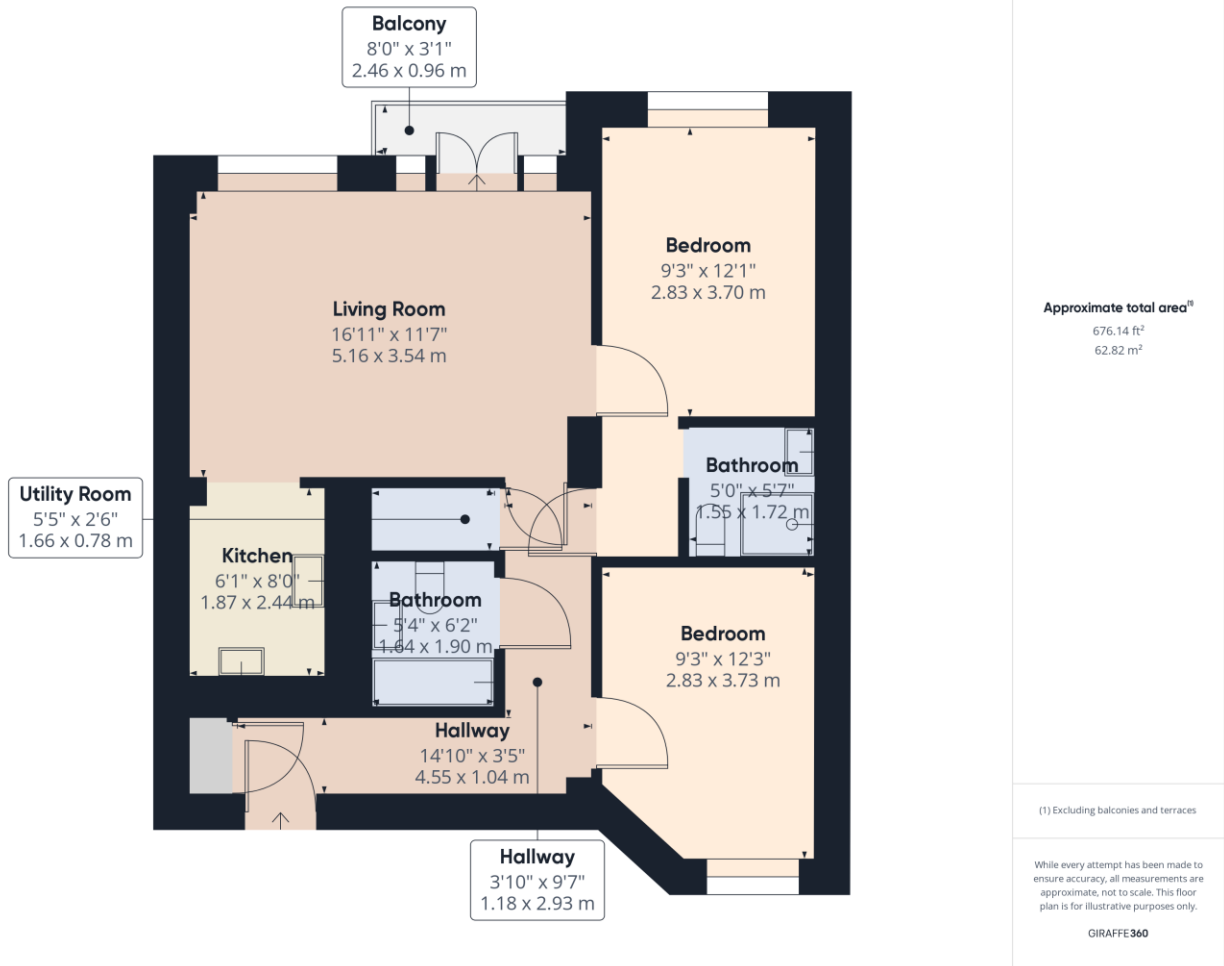 Balcony
8'0" x 3'1"
2.46 x 0.96 m
Bedroom
9'3" x 12'1"
2.83 x 3.70 m
Living Room
16'11" x 11'7"
5.16 x 3.54 m
Approximate total area(1)
676.14 ft²
62.82 m²
Bathroom
5'0" x 5'7"
1.55 x 1.72 m
Utility Room
5'5" x 2'6"
1.66 x 0.78 m
Kitchen
6'1" x 8'0"
1.87 x 2.44 m
Bathroom
5'4" x 6'2"
1.64 x 1.90 m
Bedroom
9'3" x 12'3"
2.83 x 3.73 m
Hallway
14'10" x 3'5"
4.55 x 1.04 m
Hallway
3'10" x 9'7"
1.18 x 2.93 m
(1) Excluding balconies and terraces
While every attempt has been made to
ensure accuracy, all measurements are
approximate, not to scale. This floor
plan is for illustrative purposes only.
GIRAFFE360